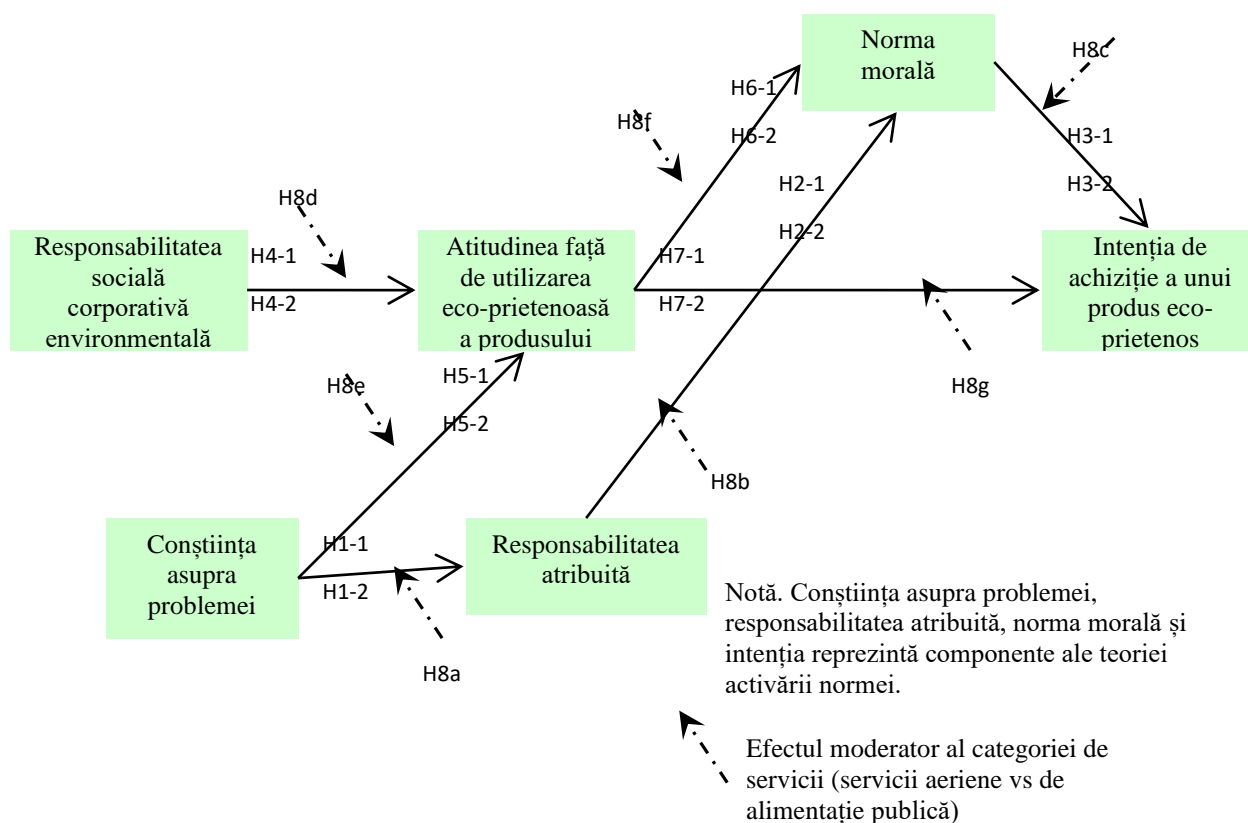 Norma
morală
H8c
H6-1
H8f
H6-2
H3-1
H2-1
H3-2
H8d
H2-2
Responsabilitatea
socială
corporativă
environmentală
H4-1
H4-2
Atitudinea față
de utilizarea
eco-prietenoasă
a produsului
H7-1
H7-2
Intenția de
achiziție a unui
produs eco-
prietenos
H8e
H5-1
H5-2
H8g
H8b
Conștiința
asupra
problemei
H1-1
H1-2
Responsabilitatea
atribuită
H8a
Notă. Conștiința asupra problemei,
responsabilitatea atribuită, norma morală și
intenția reprezintă componente ale teoriei
activării normei.
Efectul moderator al categoriei de
servicii (servicii aeriene vs de
alimentație publică)